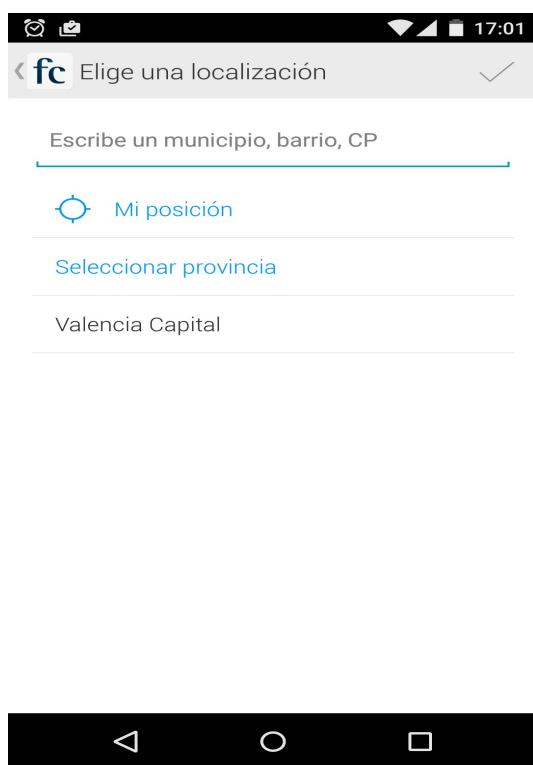 17:01
fc Elige una localización
Escribe un municipio, barrio, CP
Mi posición
Seleccionar provincia
Valencia Capital